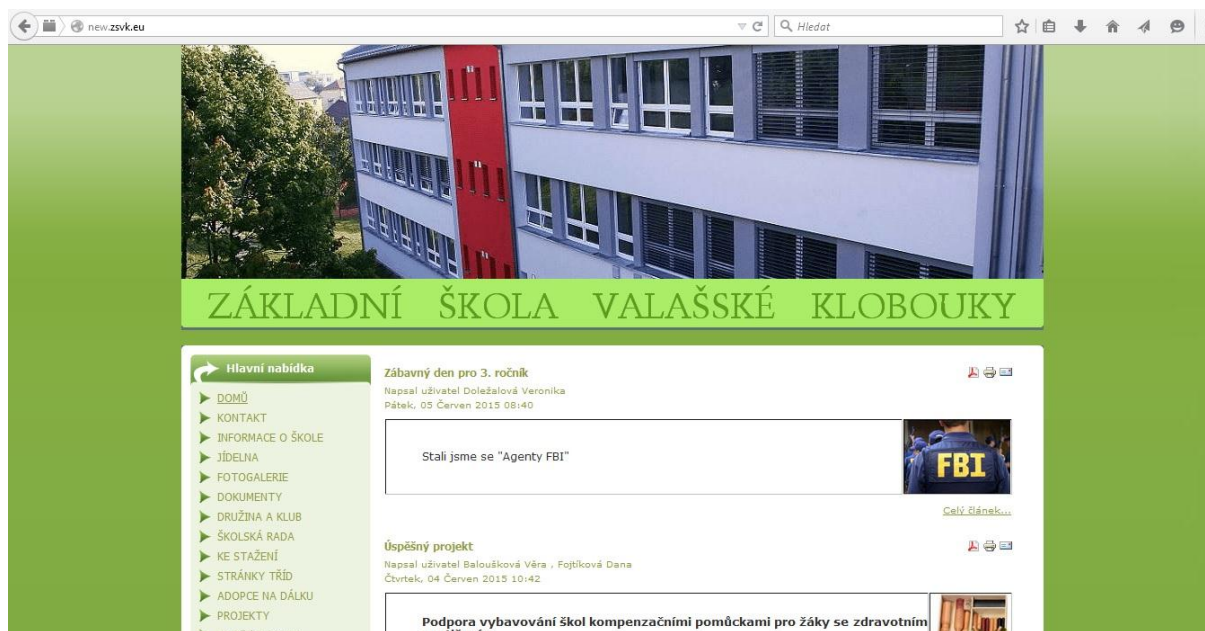 new.zsvk.eu
Hledat
ZÁKLADNÍ ŠKOLA VALAŠSKÉ KLOBOUKY
Hlavní nabídka
DOMŮ
KONTAKT
INFORMACE O ŠKOLE
JÍDELNA
FOTOGALERIE
DOKUMENTY
DRUŽINA A KLUB
ŠKOLSKÁ RADA
KE STAŽENÍ
STRÁNKY TŘÍD
ADOPCE NA DÁLKU
PROJEKTY
Zábavný den pro 3. ročník
Napsal uživatel Doležalová Veronika
Pátek, 05 Červen 2015 08:40
Stali jsme se "Agenty FBI"
FBI
Celý článek...
Úspěšný projekt
Napsal uživatel Baloušková Věra , Fojtíková Dana
Čtvrtek, 04 Červen 2015 10:42
Podpora vybavování škol kompenzačními pomůckami pro žáky se zdravotním